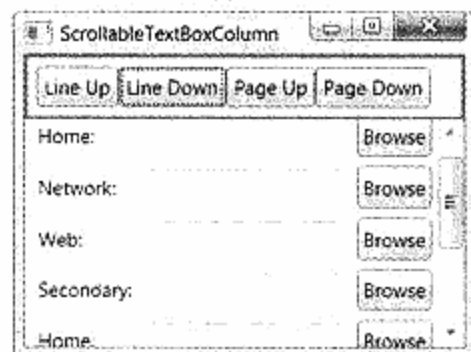 ScrollableTextBoxColumn
Line Up Line Down Page Up Page Down
Home: Browse
Network: Browse
Web: Browse
Secondary: Browse
Home Browse